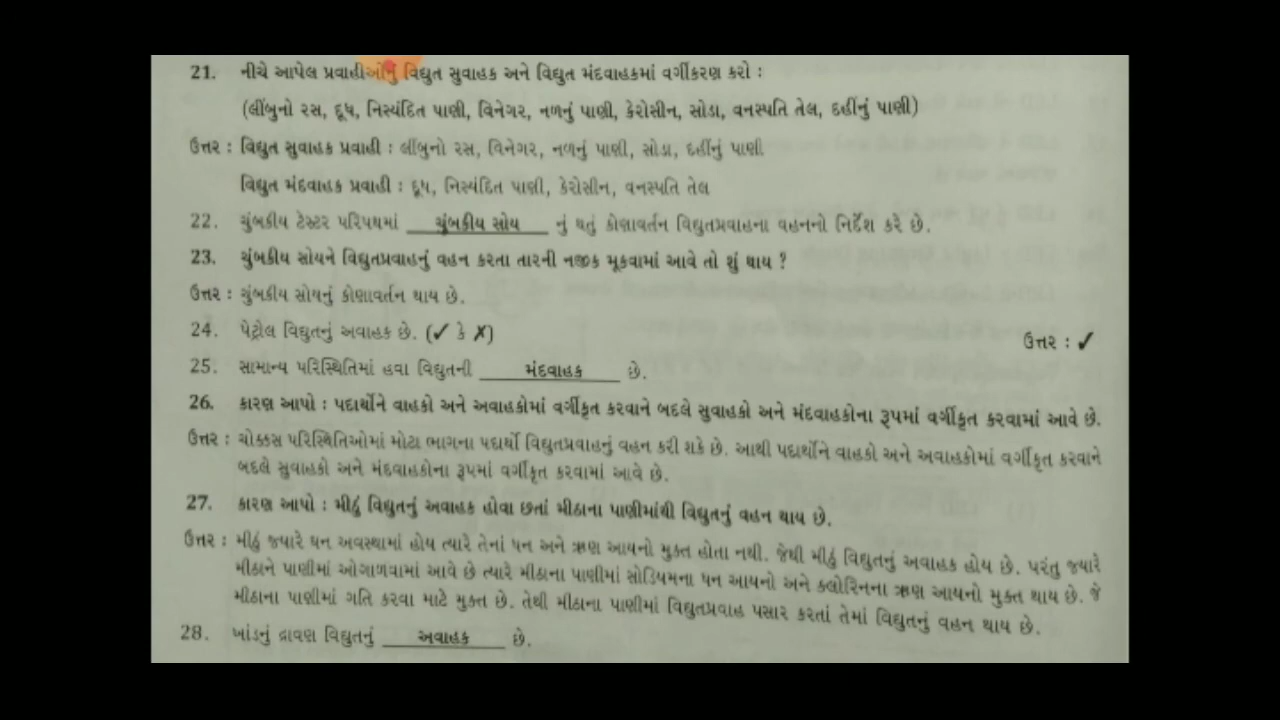 21. નીચે આપેલ પ્રવાહીઓનું વિદ્યુત સુવાહક અને વિદ્યુત મંદવાહકમાં વર્ગીકરણ કરો :
(લીંબુનો રસ, દૂધ, નિસ્યંદિત પાણી, વિનેગર, નળનું પાણી, કેરોસીન, સોડા, વનસ્પતિ તેલ, દહીંનું પાણી)
ઉત્તર : વિદ્યુત સુવાહક પ્રવાહી : લીંબુનો રસ, વિનેગર, નળનું પાણી, સોડા, દહીંનું પાણી
વિદ્યુત મંદવાહક પ્રવાહી : દૂધ, નિસ્યંદિત પાણી, કેરોસીન, વનસ્પતિ તેલ
22. ચુંબકીય ટેસ્ટર પરિપથમાં ચુંબકીય સોય નું થતું કોણાવર્તન વિદ્યુતપ્રવાહના વહનનો નિર્દેશ કરે છે.
23. ચુંબકીય સોયને વિદ્યુતપ્રવાહનું વહન કરતા તારની નજીક મૂકવામાં આવે તો શું થાય ?
ઉત્તર : ચુંબકીય સોયનું કોણાવર્તન થાય છે.
24. પેટ્રોલ વિદ્યુતનું અવાહક છે. (✓ કે ✗) ઉત્તર : ✓
25. સામાન્ય પરિસ્થિતિમાં હવા વિદ્યુતની મંદવાહક છે.
26. કારણ આપો : પદાર્થોને વાહકો અને અવાહકોમાં વર્ગીકૃત કરવાને બદલે સુવાહકો અને મંદવાહકોના રૂપમાં વર્ગીકૃત કરવામાં આવે છે.
ઉત્તર : ચોક્કસ પરિસ્થિતિઓમાં મોટા ભાગના પદાર્થો વિદ્યુતપ્રવાહનું વહન કરી શકે છે. આથી પદાર્થોને વાહકો અને અવાહકોમાં વર્ગીકૃત કરવાને
બદલે સુવાહકો અને મંદવાહકોના રૂપમાં વર્ગીકૃત કરવામાં આવે છે.
27. કારણ આપો : મીઠું વિદ્યુતનું અવાહક હોવા છતાં મીઠાના પાણીમાંથી વિદ્યુતનું વહન થાય છે.
ઉત્તર : મીઠું જ્યારે ઘન અવસ્થામાં હોય ત્યારે તેનાં ધન અને ઋણ આયનો મુક્ત હોતા નથી. જેથી મીઠું વિદ્યુતનું અવાહક હોય છે. પરંતુ જ્યારે
મીઠાને પાણીમાં ઓગાળવામાં આવે છે ત્યારે મીઠાના પાણીમાં સોડિયમના ધન આયનો અને ક્લોરિનના ઋણ આયનો મુક્ત થાય છે. જે
મીઠાના પાણીમાં ગતિ કરવા માટે મુક્ત છે. તેથી મીઠાના પાણીમાં વિદ્યુતપ્રવાહ પસાર કરતાં તેમાં વિદ્યુતનું વહન થાય છે.
28. ખાંડનું દ્રાવણ વિદ્યુતનું અવાહક છે.